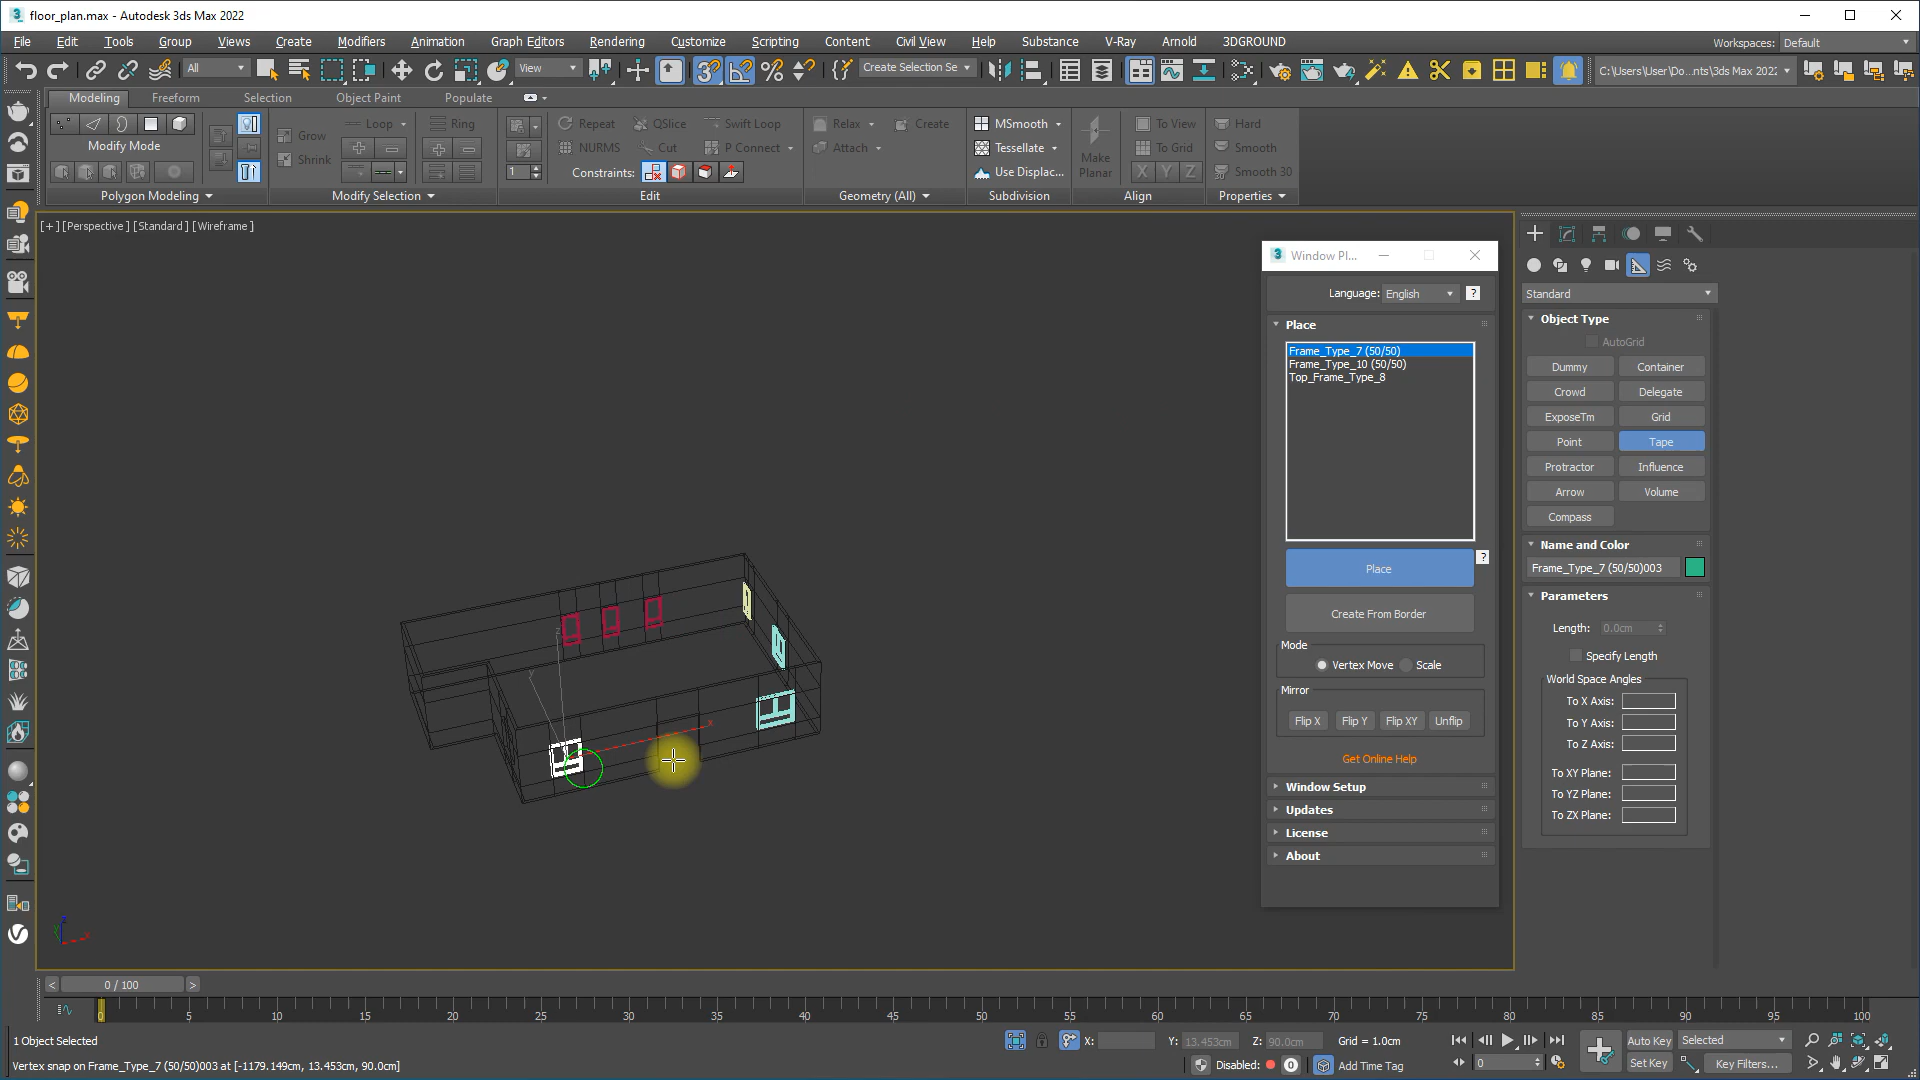 floor_plan.max - Autodesk 3ds Max 2022
File Edit Tools Group Views Create Modifiers Animation Graph Editors Rendering Customize Scripting Content Civil View Help Substance V-Ray Arnold 3DGROUND
Workspaces: Default
All
View
Create Selection Se
C:\Users\User\Do...nts\3ds Max 2022
Modeling Freeform Selection Object Paint Populate
Grow Loop Ring Repeat QSlice Swift Loop Relax Create MSmooth To View Hard
Modify Mode
Shrink NURMS Cut P Connect Attach Tessellate Make Planar To Grid Smooth
1 Constraints: Use Displac... X Y Z Smooth 30
Polygon Modeling Modify Selection Edit Geometry (All) Subdivision Align Properties
[+] [Perspective ] [Standard ] [Wireframe ]
Window Pl...
Language: English ?
Place
Frame_Type_7 (50/50)
Frame_Type_10 (50/50)
Top_Frame_Type_8
Place ?
Create From Border
Mode
Vertex Move Scale
Mirror
Flip X Flip Y Flip XY Unflip
Get Online Help
Window Setup
Updates
License
About
Standard
Object Type
AutoGrid
Dummy Container
Crowd Delegate
ExposeTm Grid
Point Tape
Protractor Influence
Arrow Volume
Compass
Name and Color
Frame_Type_7 (50/50)003
Parameters
Length: 0.0cm
Specify Length
World Space Angles
To X Axis:
To Y Axis:
To Z Axis:
To XY Plane:
To YZ Plane:
To ZX Plane:
< 0 / 100 >
0 5 10 15 20 25 30 35 40 45 50 55 60 65 70 75 80 85 90 95 100
1 Object Selected
X: Y: 13.453cm Z: 90.0cm Grid = 1.0cm
Auto Key Selected
Vertex snap on Frame_Type_7 (50/50)003 at [-1179.149cm, 13.453cm, 90.0cm]
Disabled: 0 Add Time Tag
0
Set Key Key Filters...